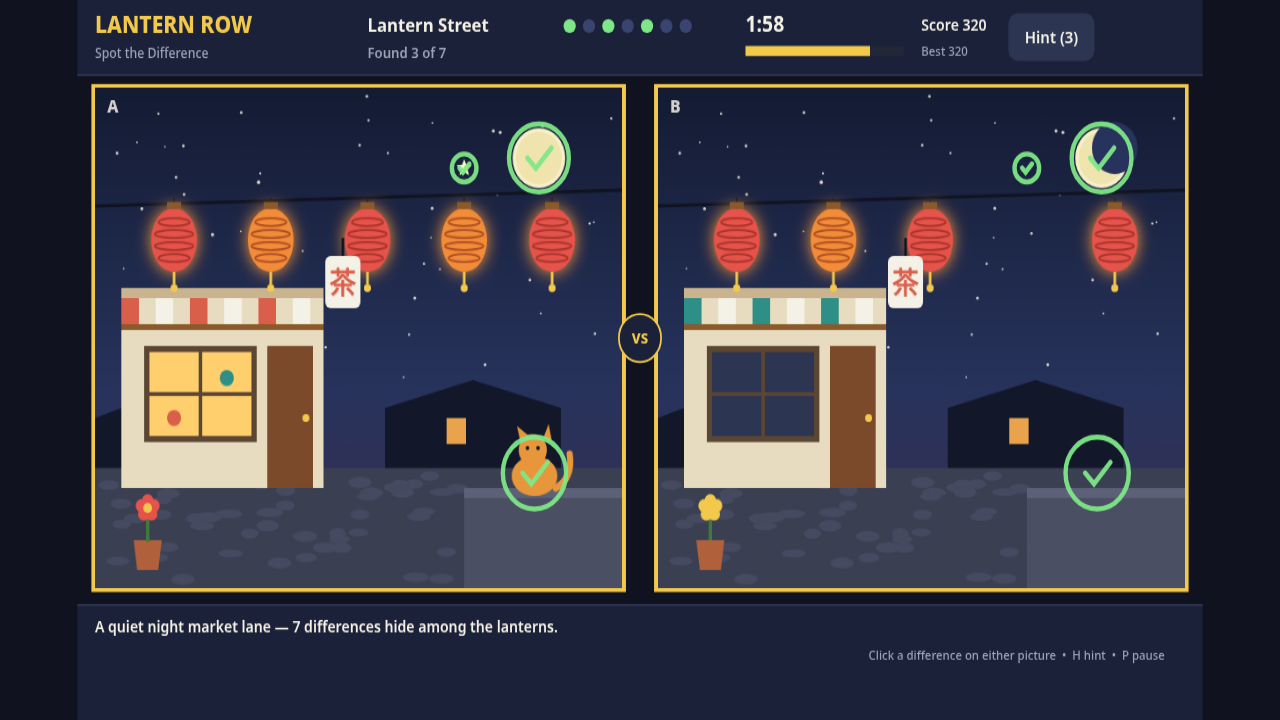 LANTERN ROW
Spot the Difference
Lantern Street
Found 3 of 7
1:58
Score 320
Best 320
Hint (3)
A
茶
VS
B
茶
A quiet night market lane — 7 differences hide among the lanterns.
Click a difference on either picture • H hint • P pause